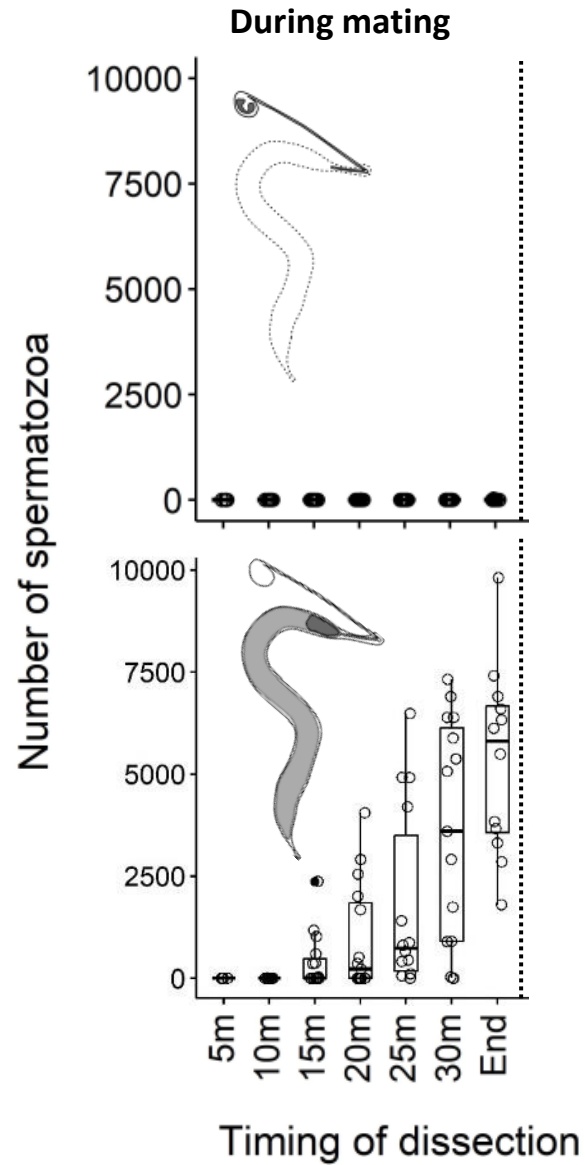 During mating
Number of spermatozoa
10000
7500
5000
2500
0
10000
7500
5000
2500
0
5m
10m
15m
20m
25m
30m
End
Timing of dissection